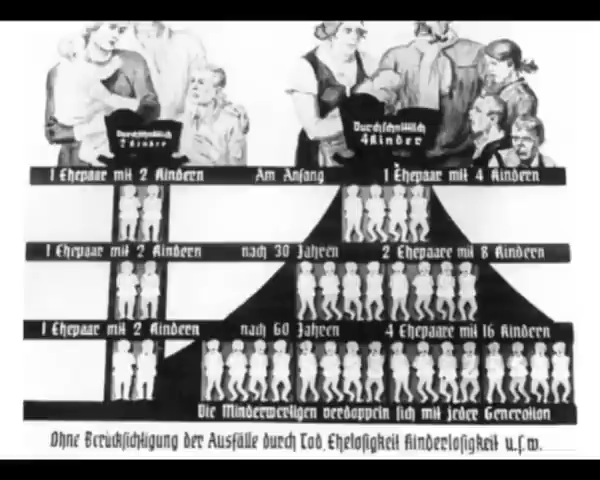 Durchschnittlich
2 Kinder
Durchschnittlich
4 Kinder
1 Ehepaar mit 2 Kindern Am Anfang 1 Ehepaar mit 4 Kindern
1 Ehepaar mit 2 Kindern nach 30 Jahren 2 Ehepaare mit 8 Kindern
1 Ehepaar mit 2 Kindern nach 60 Jahren 4 Ehepaare mit 16 Kindern
Die Minderwertigen verdoppeln sich mit jeder Generation
Ohne Berücksichtigung der Ausfälle durch Tod, Ehelosigkeit Kinderlosigkeit u.s.w.